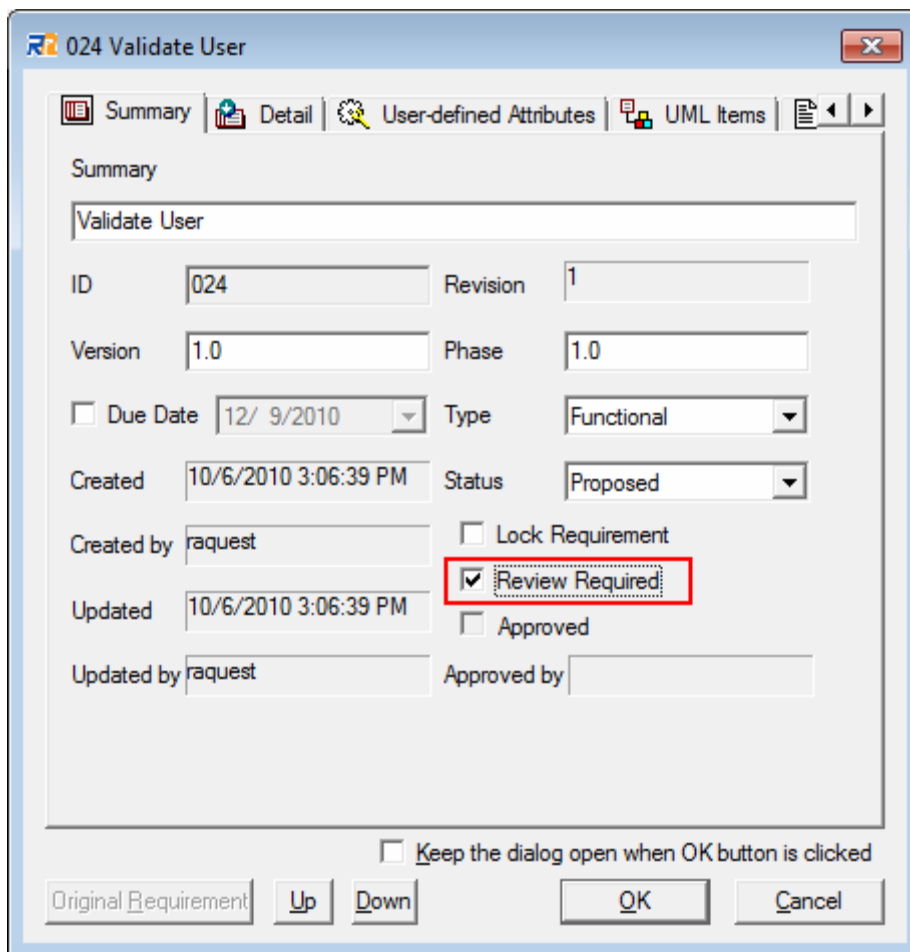 024 Validate User
Summary Detail User-defined Attributes UML Items
Summary
Validate User
ID 024 Revision 1
Version 1.0 Phase 1.0
Due Date 12/ 9/2010 Type Functional
Created 10/6/2010 3:06:39 PM Status Proposed
Lock Requirement
Created by raquest
Review Required
Updated 10/6/2010 3:06:39 PM
Approved
Updated by raquest Approved by
Keep the dialog open when OK button is clicked
Original Requirement Up Down OK Cancel